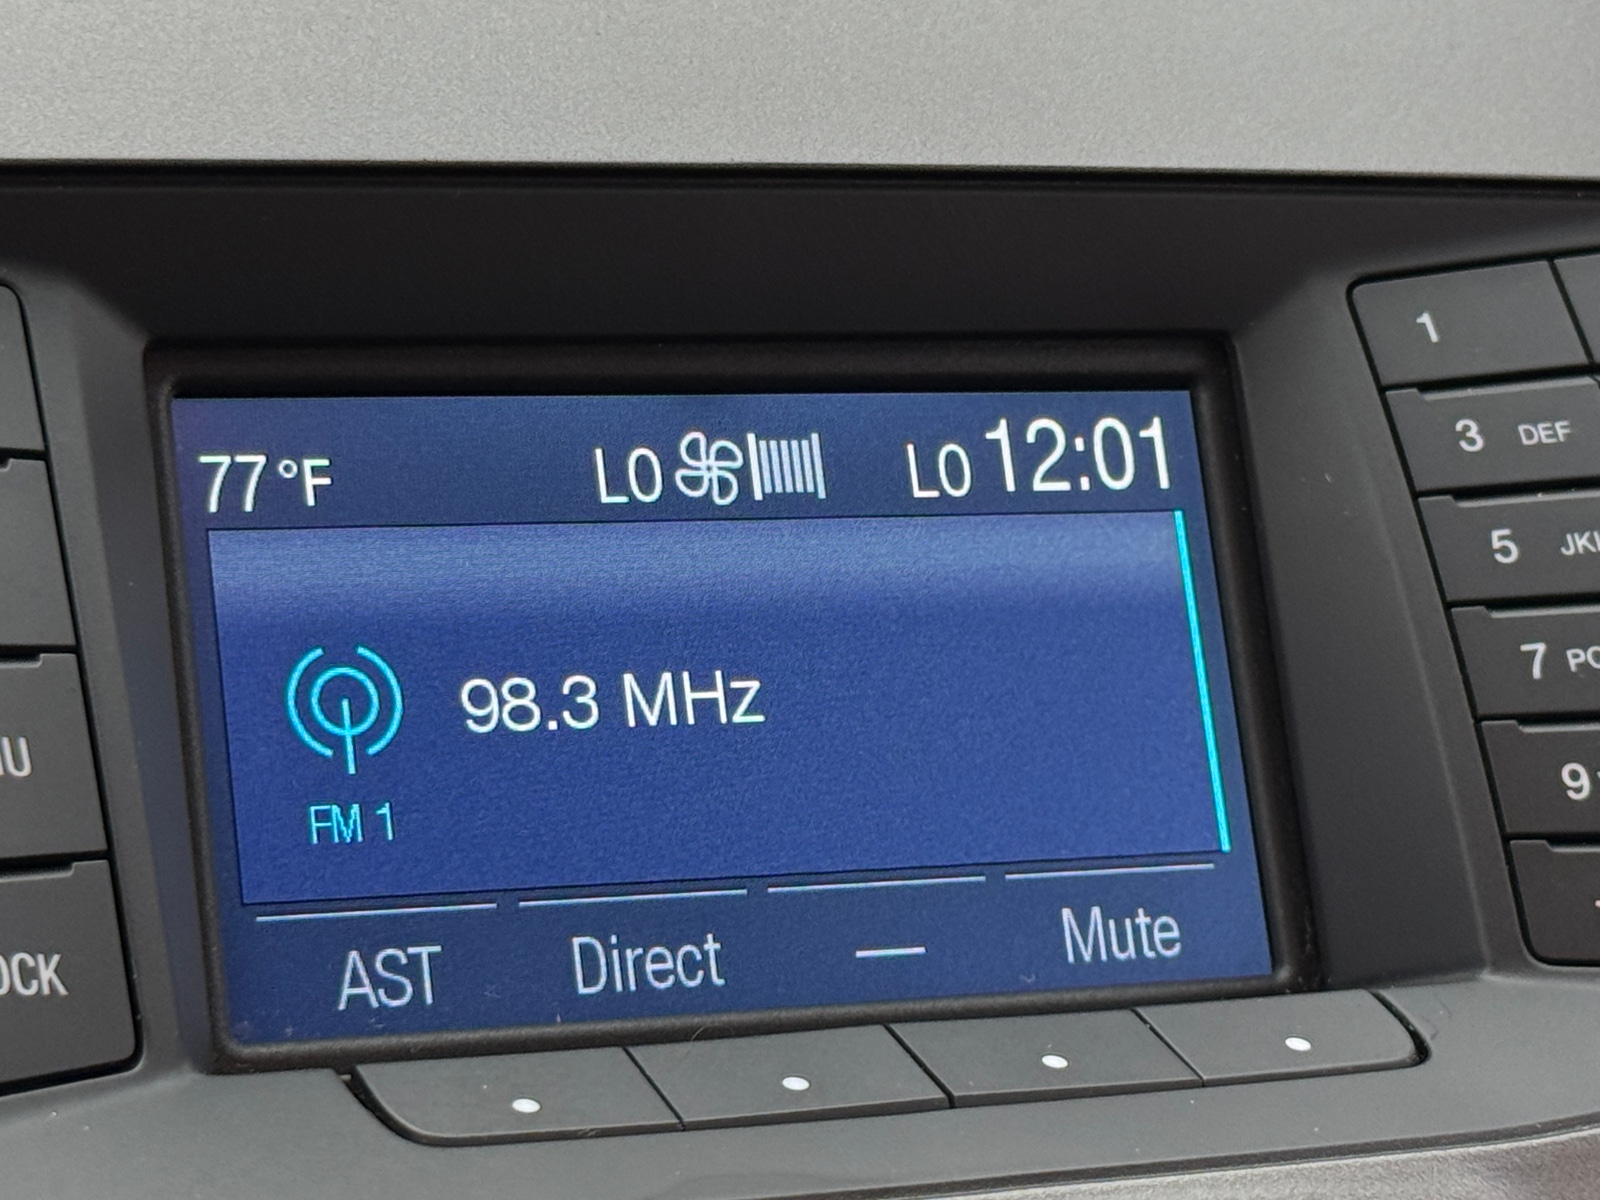 77°F LO LO 12:01
98.3 MHz
FM 1
AST Direct — Mute
1
3 DEF
5
7
9